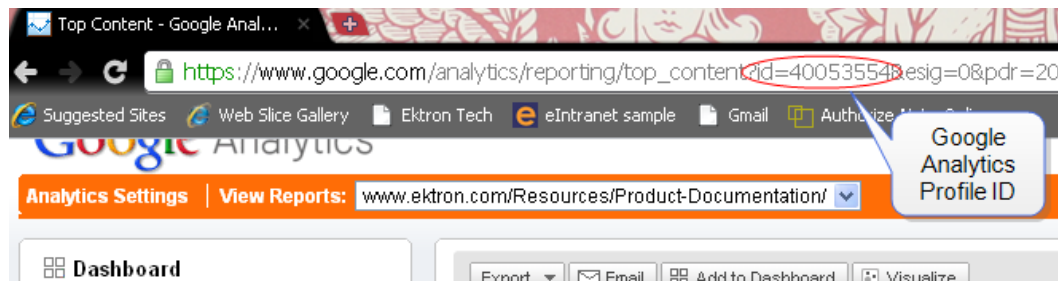 Top Content - Google Anal...
https://www.google.com/analytics/reporting/top_content?id=40053554&esig=0&pdr=20
Suggested Sites Web Slice Gallery Ektron Tech eIntranet sample Gmail Authorize
Google Analytics
Google
Analytics
Profile ID
Analytics Settings View Reports: www.ektron.com/Resources/Product-Documentation/
Dashboard
Export Email Add to Dashboard Visualize